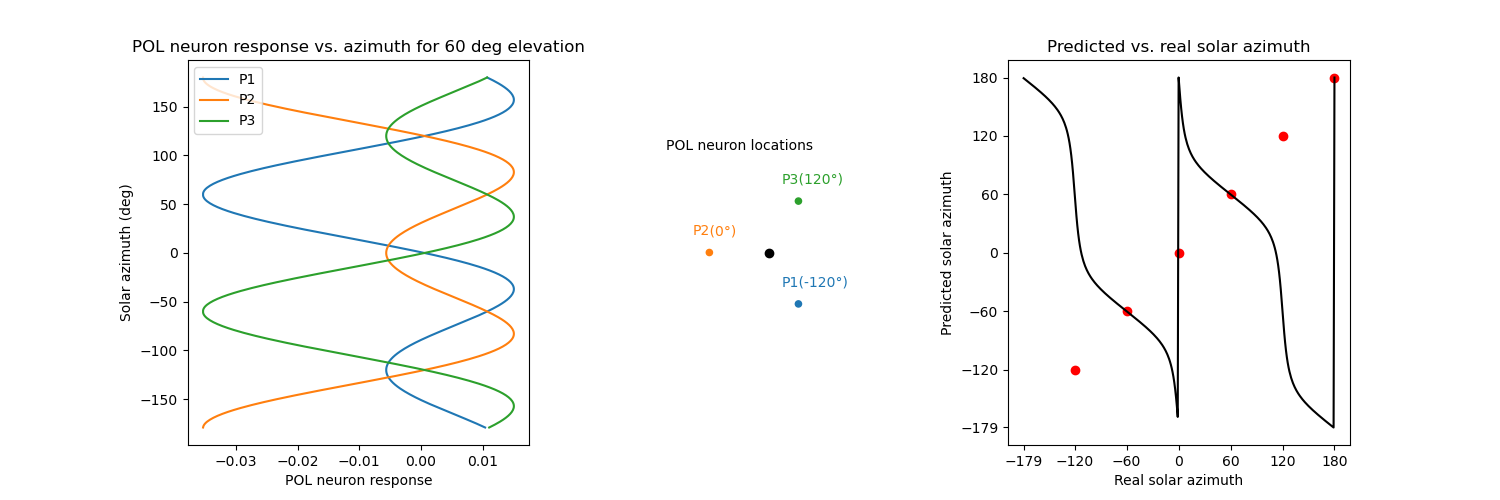 POL neuron response vs. azimuth for 60 deg elevation
P1
P2
P3
150
100
50
0
−50
−100
−150
Solar azimuth (deg)
−0.03
−0.02
−0.01
0.00
0.01
POL neuron response
POL neuron locations
P3(120°)
P2(0°)
P1(-120°)
Predicted vs. real solar azimuth
180
120
60
0
−60
−120
−179
Predicted solar azimuth
−179
−120
−60
0
60
120
180
Real solar azimuth